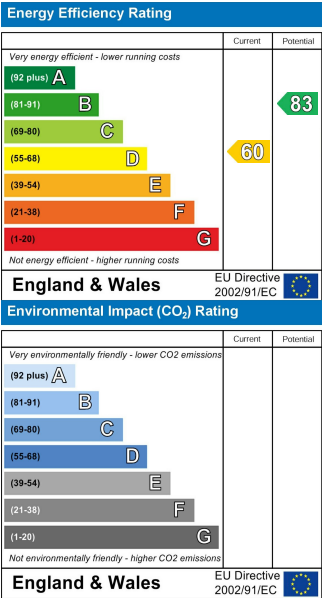 Energy Efficiency Rating
Current Potential
Very energy efficient - lower running costs
(92 plus) A
(81-91) B
83
(69-80) C
(55-68) D
60
(39-54) E
(21-38) F
(1-20) G
Not energy efficient - higher running costs
England & Wales
EU Directive
2002/91/EC
Environmental Impact (CO₂) Rating
Current Potential
Very environmentally friendly - lower CO2 emissions
(92 plus) A
(81-91) B
(69-80) C
(55-68) D
(39-54) E
(21-38) F
(1-20) G
Not environmentally friendly - higher CO2 emissions
England & Wales
EU Directive
2002/91/EC